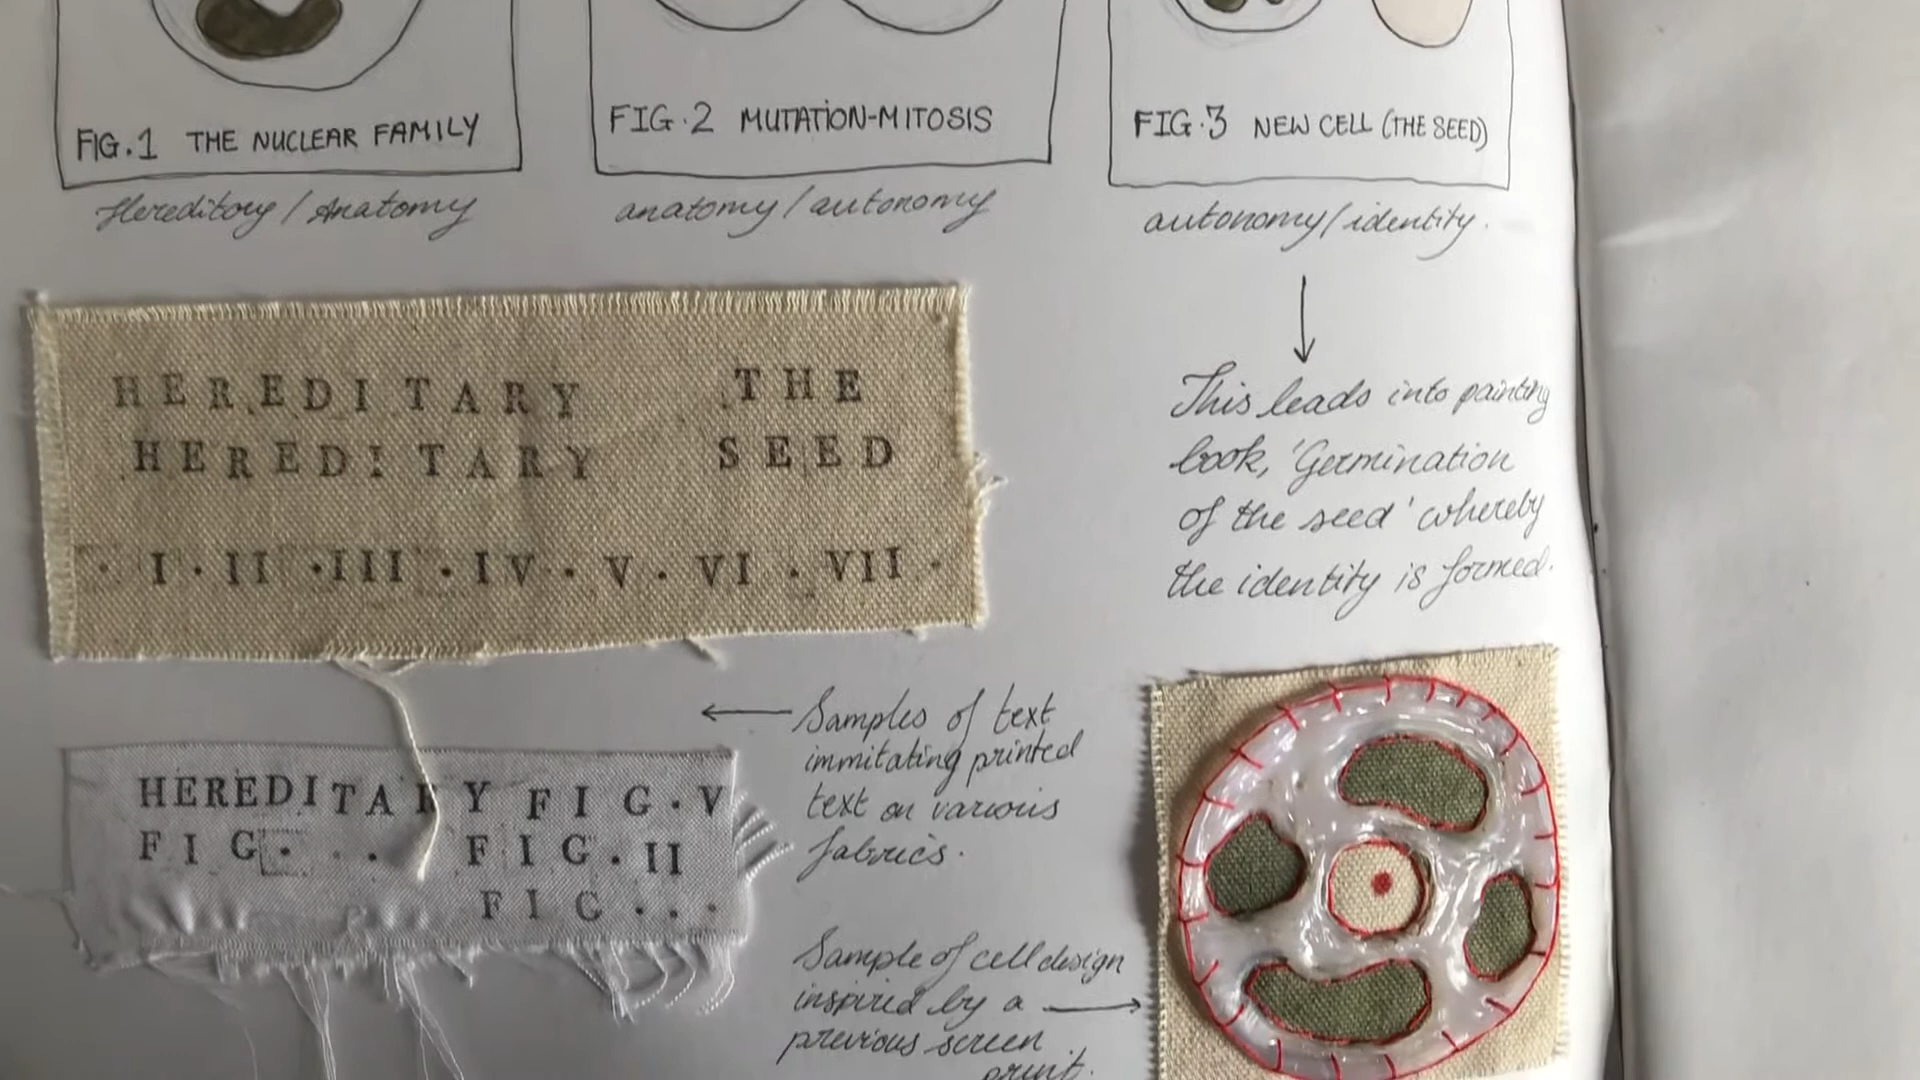 FIG.1 THE NUCLEAR FAMILY
Hereditory / Anatomy
FIG.2 MUTATION-MITOSIS
anatomy / autonomy
FIG.3 NEW CELL (THE SEED)
autonomy / identity.
This leads into painting
book, 'Germination
of the seed' whereby
the identity is formed.
HEREDITARY THE
HEREDITARY SEED
· I · II · III · IV · V · VI · VII ·
Samples of text
immitating printed
text on various
fabrics.
HEREDITARY FIG.V
FIG. . . FIG.II
FIG...
Sample of cell design
inspired by a
previous screen
print.